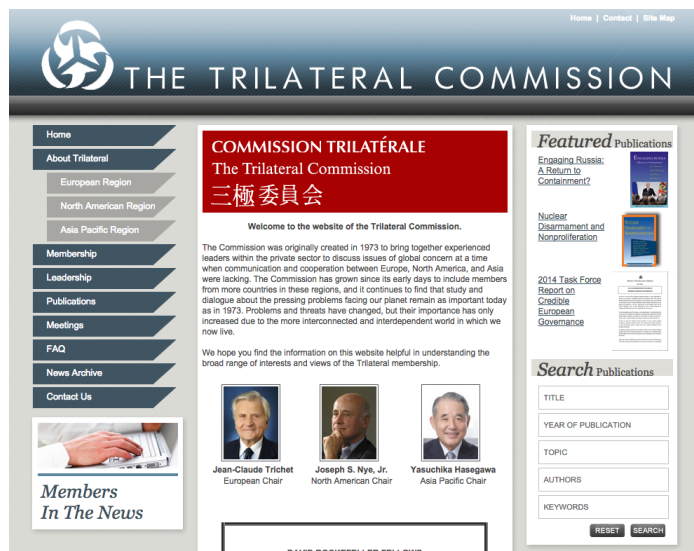 Home | Contact | Site Map
THE TRILATERAL COMMISSION
Home
About Trilateral
European Region
North American Region
Asia Pacific Region
Membership
Leadership
Publications
Meetings
FAQ
News Archive
Contact Us
Members
In The News
COMMISSION TRILATÉRALE
The Trilateral Commission
三極委員会
Welcome to the website of the Trilateral Commission.
The Commission was originally created in 1973 to bring together experienced
leaders within the private sector to discuss issues of global concern at a time
when communication and cooperation between Europe, North America, and Asia
were lacking. The Commission has grown since its early days to include members
from more countries in these regions, and it continues to find that study and
dialogue about the pressing problems facing our planet remain as important today
as in 1973. Problems and threats have changed, but their importance has only
increased due to the more interconnected and interdependent world in which we
now live.
We hope you find the information on this website helpful in understanding the
broad range of interests and views of the Trilateral membership.
Jean-Claude Trichet
European Chair
Joseph S. Nye, Jr.
North American Chair
Yasuchika Hasegawa
Asia Pacific Chair
DAVID ROCKEFELLER FELLOWS
Featured Publications
Engaging Russia:
A Return to
Containment?
Nuclear
Disarmament and
Nonproliferation
2014 Task Force
Report on
Credible
European
Governance
Search Publications
TITLE
YEAR OF PUBLICATION
TOPIC
AUTHORS
KEYWORDS
RESET SEARCH